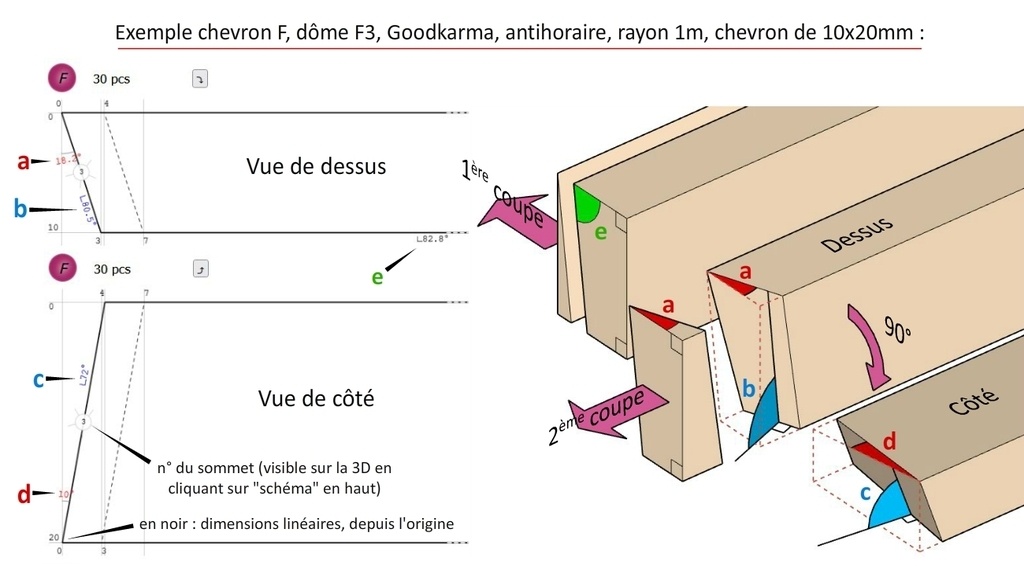 Exemple chevron F, dôme F3, Goodkarma, antihoraire, rayon 1m, chevron de 10x20mm :
F 30 pcs
0 4
0
a
18.2°
3
Vue de dessus
b
∟80.5°
10
3 7
∟82.8°
e
F 30 pcs
4 7
0
c
∟72°
Vue de côté
3
n° du sommet (visible sur la 3D en
cliquant sur "schéma" en haut)
d
10°
en noir : dimensions linéaires, depuis l'origine
20
0 3
1ère coupe
e
Dessus
a
a
90°
b
2ème coupe
Côté
d
c